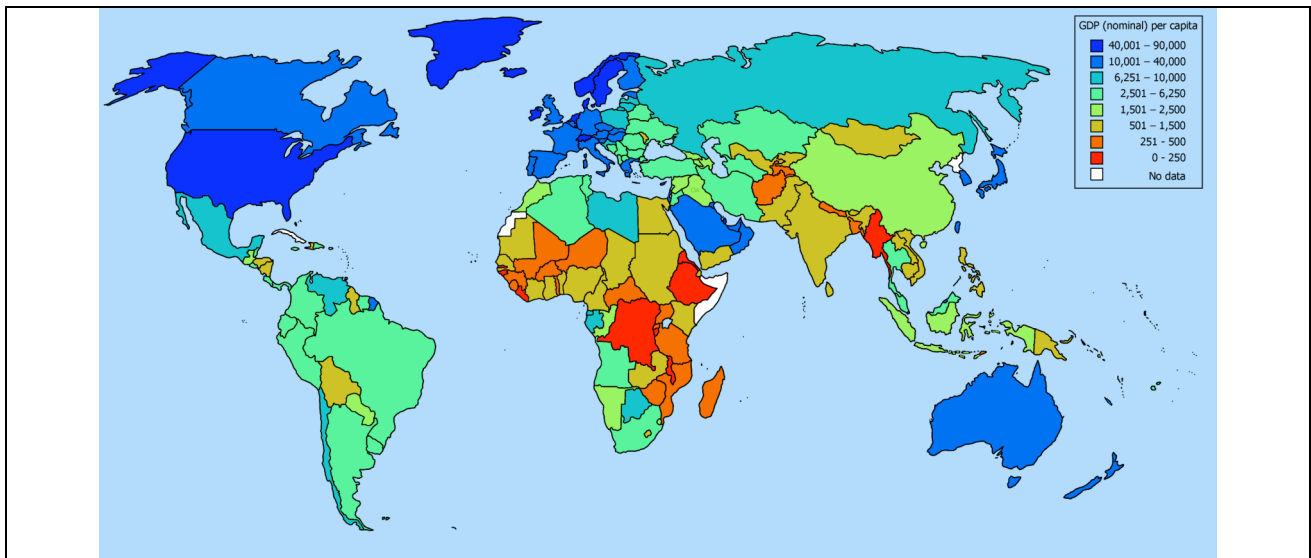 GDP (nominal) per capita
40,001 – 90,000
10,001 – 40,000
6,251 – 10,000
2,501 – 6,250
1,501 – 2,500
501 – 1,500
251 - 500
0 - 250
No data